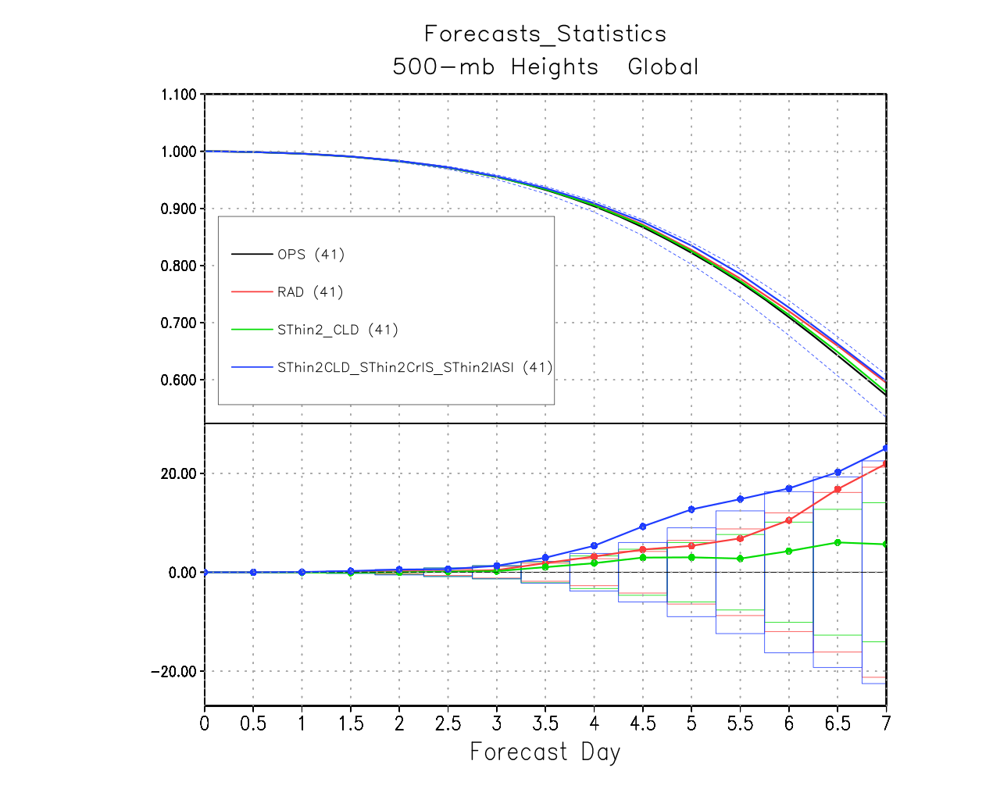 Forecasts_Statistics
500-mb Heights Global
1.100
1.000
0.900
0.800
0.700
0.600
OPS (41)
RAD (41)
SThin2_CLD (41)
SThin2CLD_SThin2CrIS_SThin2IASI (41)
20.00
0.00
-20.00
0 0.5 1 1.5 2 2.5 3 3.5 4 4.5 5 5.5 6 6.5 7
Forecast Day